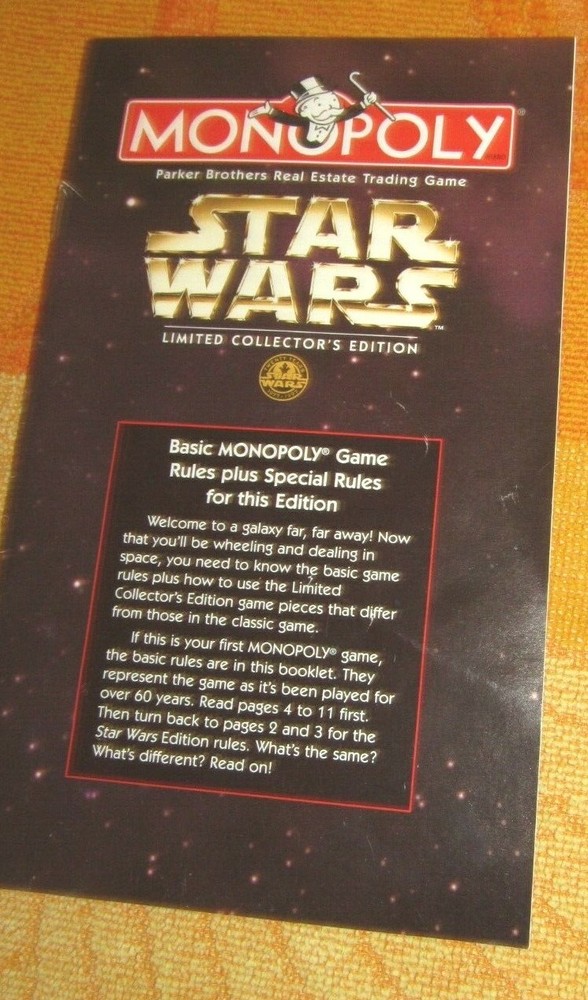 MONOPOLY®
Parker Brothers Real Estate Trading Game
STAR
WARS™
LIMITED COLLECTOR'S EDITION
STAR
WARS
Basic MONOPOLY® Game
Rules plus Special Rules
for this Edition
Welcome to a galaxy far, far away! Now
that you'll be wheeling and dealing in
space, you need to know the basic game
rules plus how to use the Limited
Collector's Edition game pieces that differ
from those in the classic game.
If this is your first MONOPOLY® game,
the basic rules are in this booklet. They
represent the game as it's been played for
over 60 years. Read pages 4 to 11 first.
Then turn back to pages 2 and 3 for the
Star Wars Edition rules. What's the same?
What's different? Read on!